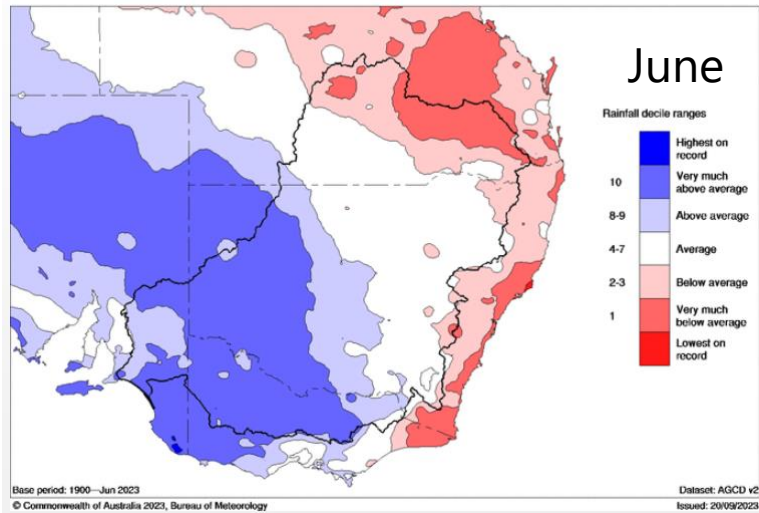 June
Rainfall decile ranges
Highest on
record
10
Very much
above average
8-9
Above average
4-7
Average
2-3
Below average
1
Very much
below average
Lowest on
record
Base period: 1900—Jun 2023
Dataset: AGCD v2
© Commonwealth of Australia 2023, Bureau of Meteorology
Issued: 20/09/2023